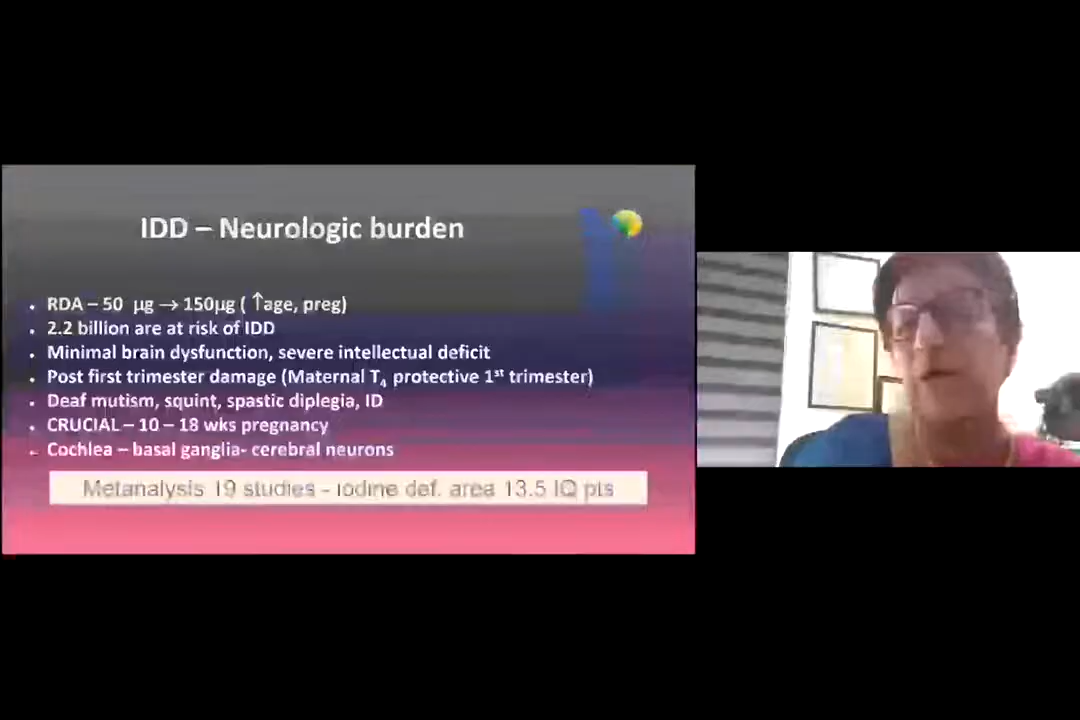 IDD – Neurologic burden
RDA – 50 µg → 150µg ( ↑age, preg)
2.2 billion are at risk of IDD
Minimal brain dysfunction, severe intellectual deficit
Post first trimester damage (Maternal T4 protective 1st trimester)
Deaf mutism, squint, spastic diplegia, ID
CRUCIAL – 10 – 18 wks pregnancy
Cochlea – basal ganglia- cerebral neurons
Metanalysis 19 studies - iodine def. area 13.5 IQ pts